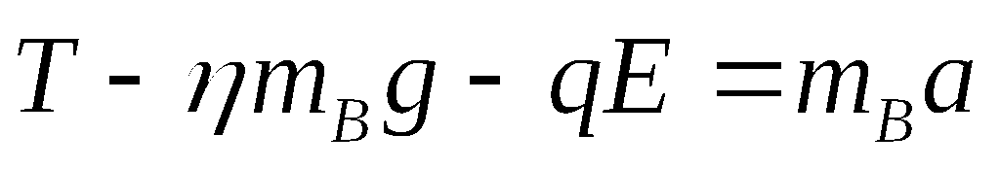 T - ηm_B g - qE = m_B a